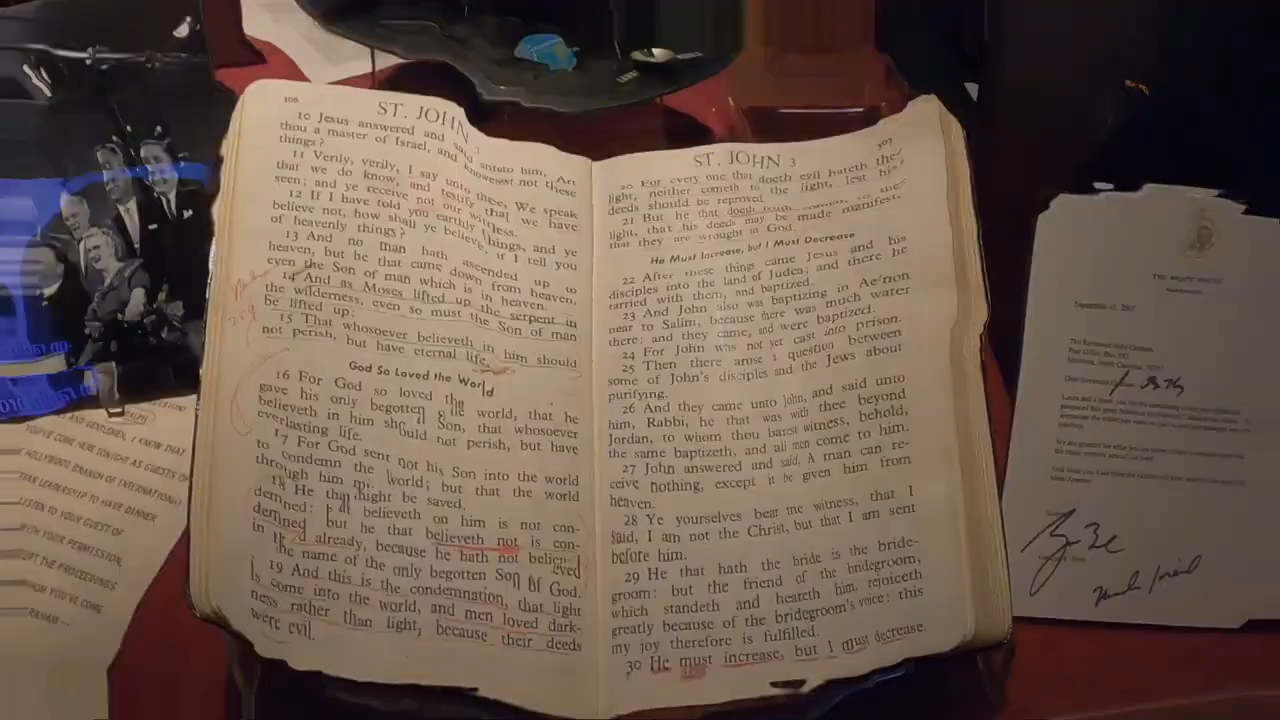 306
ST. JOHN 3
10 Jesus answered and said unto him, Art
thou a master of Israel, and knowest not these
things?
11 Verily, verily, I say unto thee, We speak
that we do know, and testify that we have
seen; and ye receive not our witness.
12 If I have told you earthly things, and ye
believe not, how shall ye believe, if I tell you
of heavenly things?
13 And no man hath ascended up to
heaven, but he that came down from heaven,
even the Son of man which is in heaven.
14 And as Moses lifted up the serpent in
the wilderness, even so must the Son of man
be lifted up:
15 That whosoever believeth in him should
not perish, but have eternal life.
God So Loved the World
16 For God so loved the world, that he
gave his only begotten Son, that whosoever
believeth in him should not perish, but have
everlasting life.
17 For God sent not his Son into the world
to condemn the world; but that the world
through him might be saved.
18 He that believeth on him is not con-
demned: but he that believeth not is con-
demned already, because he hath not believed
in the name of the only begotten Son of God.
19 And this is the condemnation, that light
is come into the world, and men loved dark-
ness rather than light, because their deeds
were evil.
307
ST. JOHN 3
20 For every one that doeth evil hateth the
light, neither cometh to the light, lest his
deeds should be reproved.
21 But he that doeth truth cometh to the
light, that his deeds may be made manifest,
that they are wrought in God.
He Must Increase, but I Must Decrease
22 After these things came Jesus and his
disciples into the land of Judea; and there he
tarried with them, and baptized.
23 And John also was baptizing in Ae'non
near to Salim, because there was much water
there: and they came, and were baptized.
24 For John was not yet cast into prison.
25 Then there arose a question between
some of John's disciples and the Jews about
purifying.
26 And they came unto John, and said unto
him, Rabbi, he that was with thee beyond
Jordan, to whom thou barest witness, behold,
the same baptizeth, and all men come to him.
27 John answered and said, A man can re-
ceive nothing, except it be given him from
heaven.
28 Ye yourselves bear me witness, that I
said, I am not the Christ, but that I am sent
before him.
29 He that hath the bride is the bride-
groom: but the friend of the bridegroom,
which standeth and heareth him, rejoiceth
greatly because of the bridegroom's voice: this
my joy therefore is fulfilled.
30 He must increase, but I must decrease.
AND GENTLEMEN, I KNOW THAT
YOU'VE COME HERE TONIGHT AS GUESTS OF
HOLLYWOOD BRANCH OF INTERNATIONAL
TEAN LEADERSHIP TO HAVE DINNER
LISTEN TO YOUR GUEST OF
WITH YOUR PERMISSION,
UPT THE PROCEEDINGS
HOM YOU'VE COME
RAHAM —
THE WHITE HOUSE